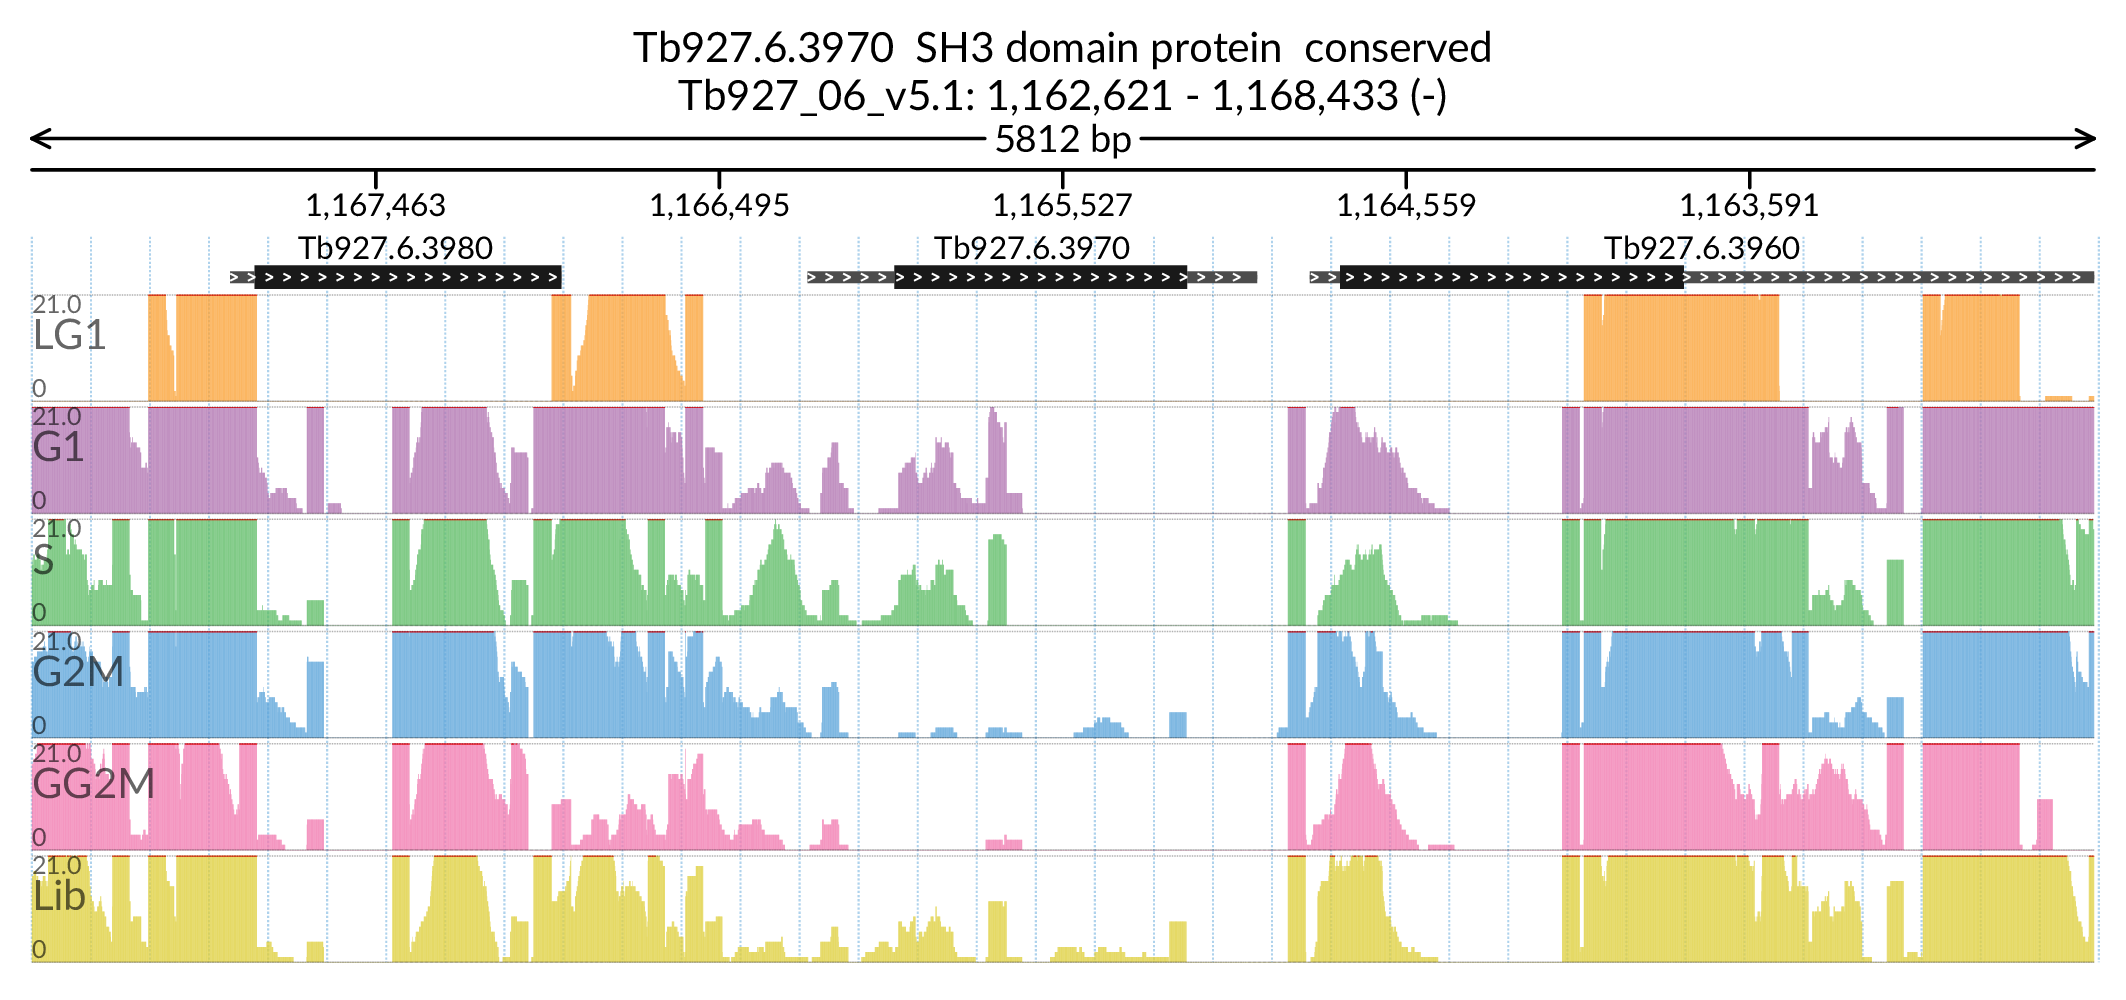 Tb927.6.3970 SH3 domain protein conserved
Tb927_06_v5.1: 1,162,621 - 1,168,433 (-)
5812 bp
1,167,463 1,166,495 1,165,527 1,164,559 1,163,591
Tb927.6.3980 Tb927.6.3970 Tb927.6.3960
21.0
LG1
0
21.0
G1
0
21.0
S
0
21.0
G2M
0
21.0
GG2M
0
21.0
Lib
0